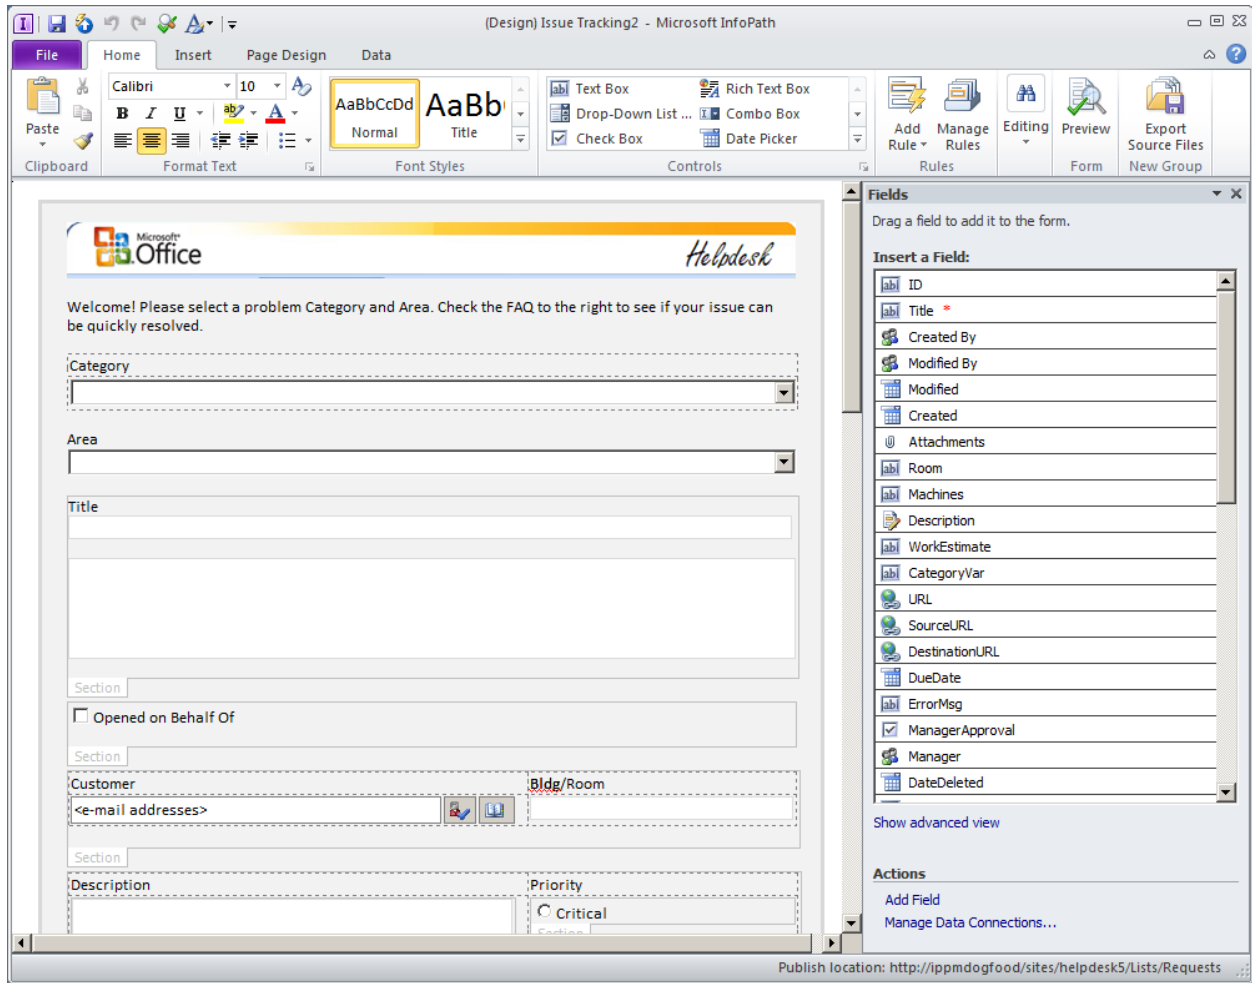 (Design) Issue Tracking2 - Microsoft InfoPath
File Home Insert Page Design Data
Calibri 10
AaBbCcDd AaBb
Normal Title
Text Box Rich Text Box
Drop-Down List ... Combo Box
Check Box Date Picker
Paste
B I U
Add Rule Manage Rules Editing Preview Export Source Files
Clipboard Format Text Font Styles Controls Rules Form New Group
Microsoft
Office
Helpdesk
Welcome! Please select a problem Category and Area. Check the FAQ to the right to see if your issue can
be quickly resolved.
Category
Area
Title
Section
Opened on Behalf Of
Section
Customer Bldg/Room
<e-mail addresses>
Section
Description Priority
Critical
Section
Fields
Drag a field to add it to the form.
Insert a Field:
ID
Title *
Created By
Modified By
Modified
Created
Attachments
Room
Machines
Description
WorkEstimate
CategoryVar
URL
SourceURL
DestinationURL
DueDate
ErrorMsg
ManagerApproval
Manager
DateDeleted
Show advanced view
Actions
Add Field
Manage Data Connections...
Publish location: http://ippmdogfood/sites/helpdesk5/Lists/Requests